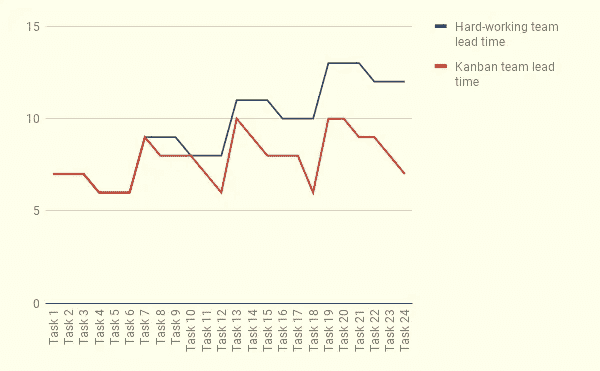 15
10
5
0
Hard-working team
lead time
Kanban team lead
time
Task 1
Task 2
Task 3
Task 4
Task 5
Task 6
Task 7
Task 8
Task 9
Task 10
Task 11
Task 12
Task 13
Task 14
Task 15
Task 16
Task 17
Task 18
Task 19
Task 20
Task 21
Task 22
Task 23
Task 24